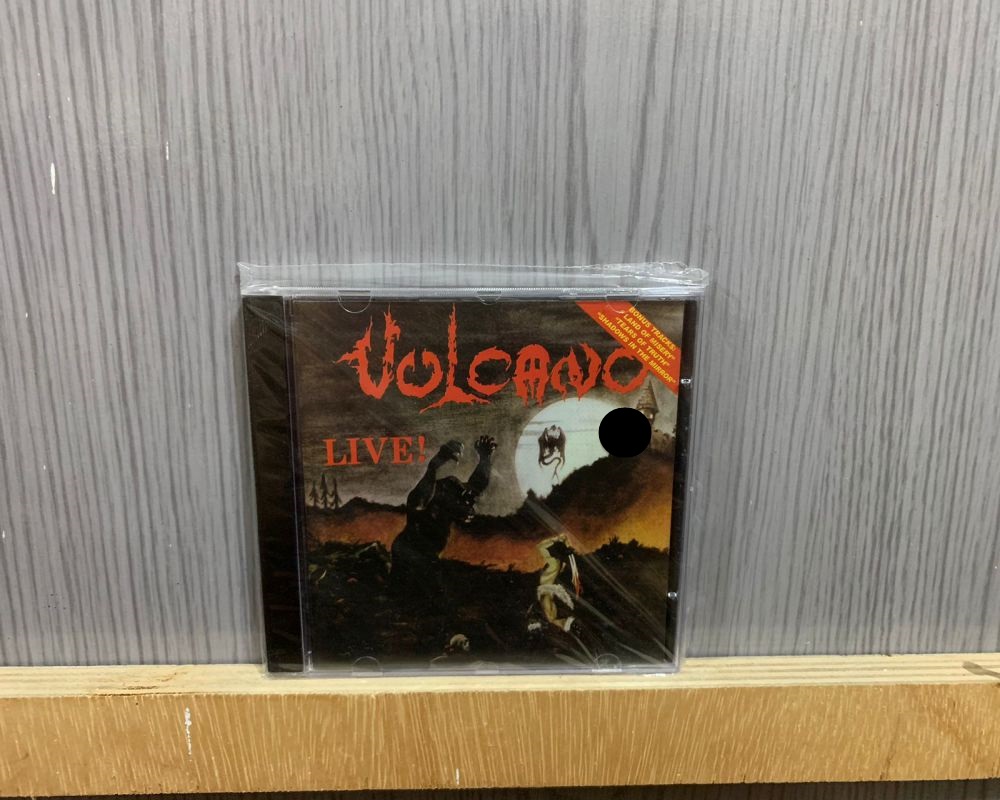 VULCANO
LIVE!
BONUS TRACKS:
"LAND OF MISERY"
"TEARS OF TRUTH"
"SHADOWS IN THE MIRROR"